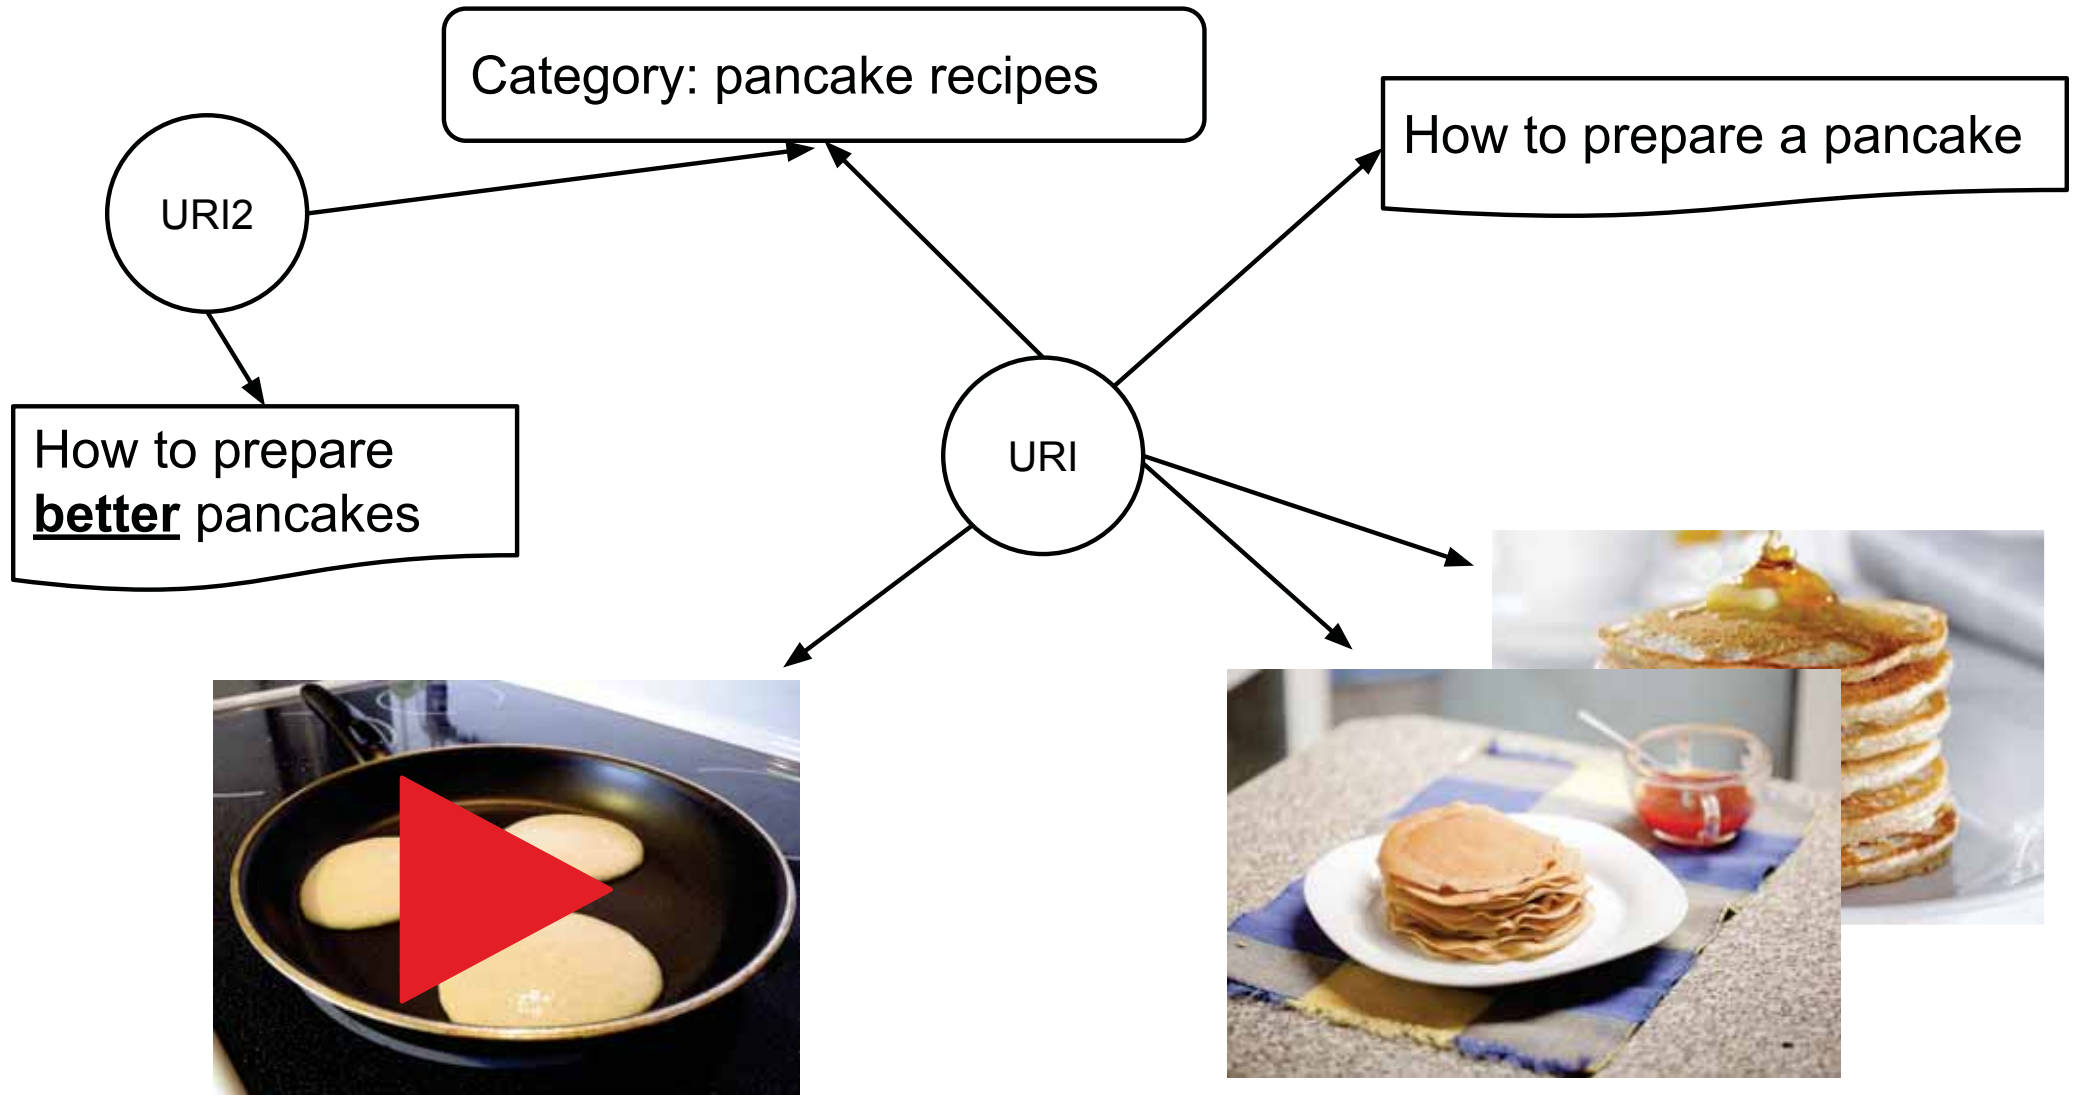 Category: pancake recipes
How to prepare a pancake
URI2
How to prepare
better pancakes
URI